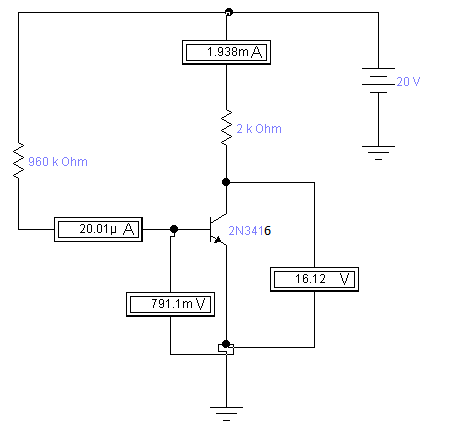 1.938m A
20 V
2 k Ohm
960 k Ohm
20.01µ A
2N3416
16.12 V
791.1m V